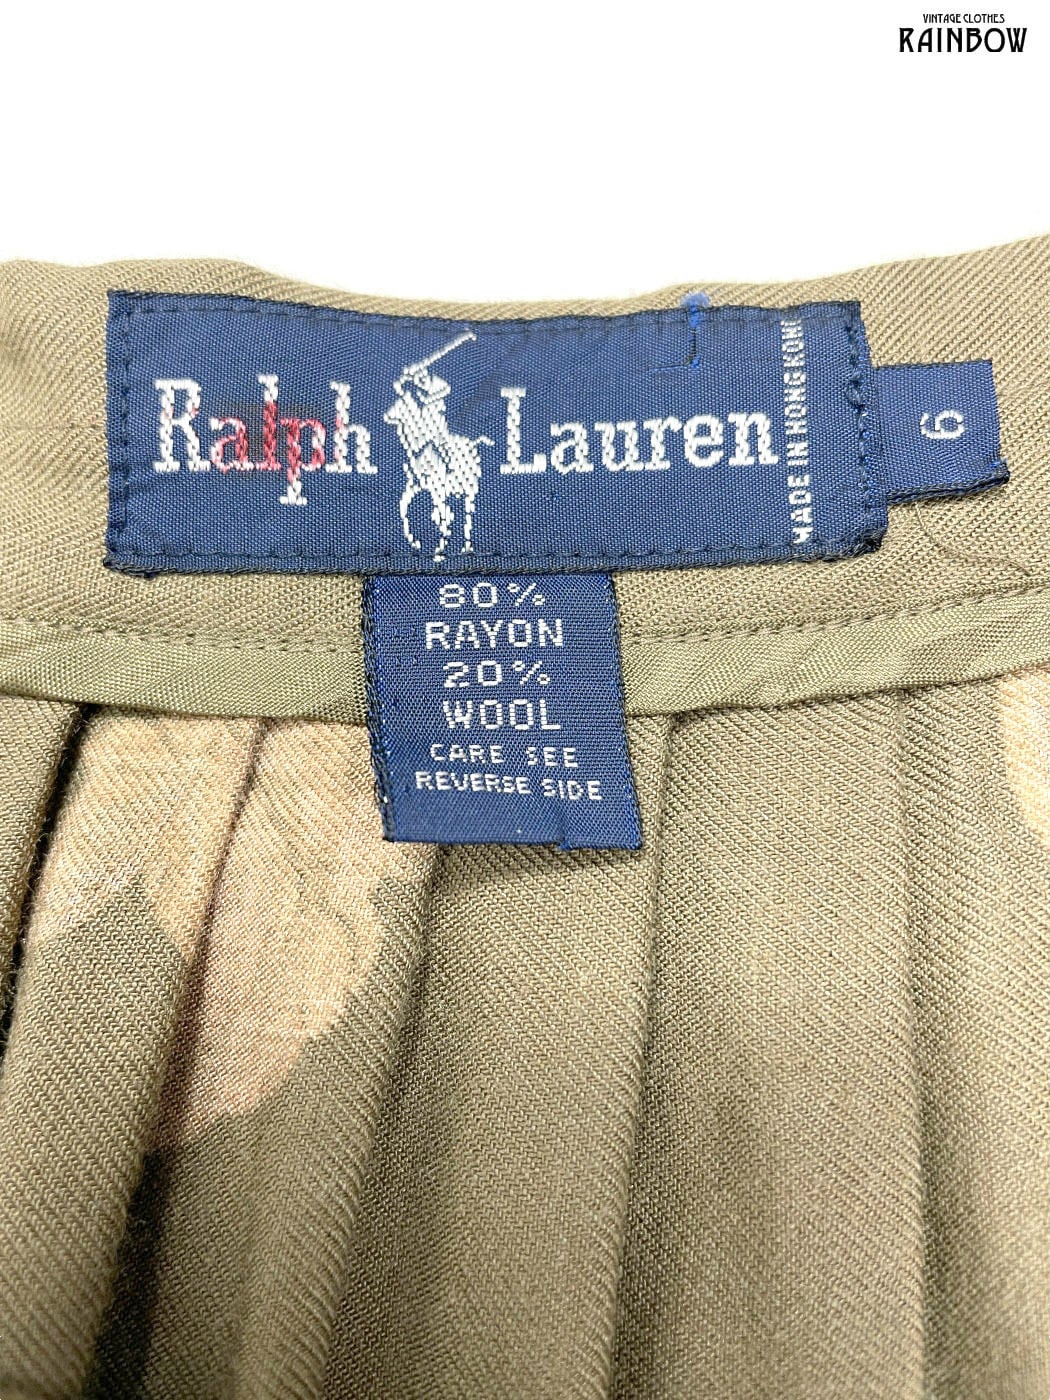 VINTAGE CLOTHES
RAINBOW
Ralph Lauren
MADE IN HONG KONG
6
80%
RAYON
20%
WOOL
CARE SEE
REVERSE SIDE